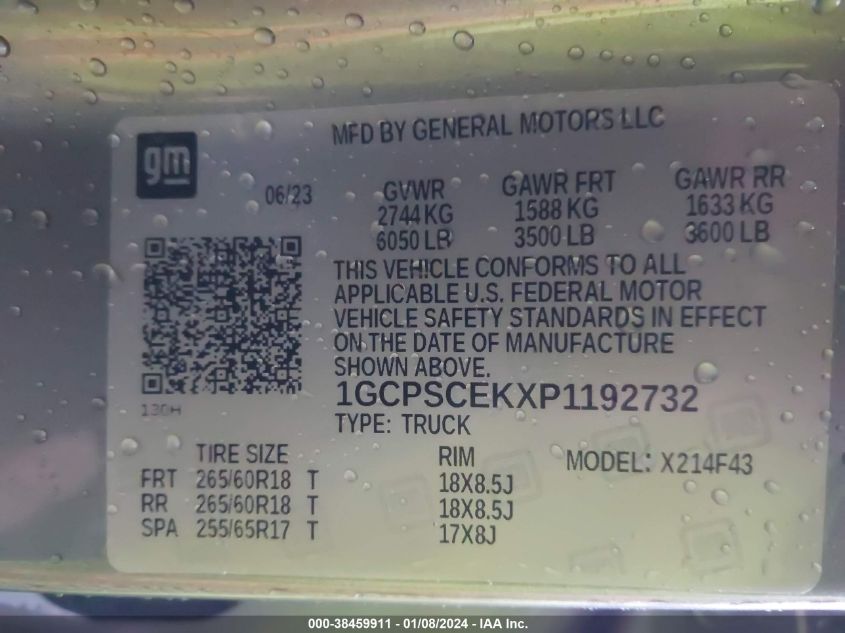 MFD BY GENERAL MOTORS LLC
gm
06/23
GVWR GAWR FRT GAWR RR
2744 KG 1588 KG 1633 KG
6050 LB 3500 LB 3600 LB
THIS VEHICLE CONFORMS TO ALL
APPLICABLE U.S. FEDERAL MOTOR
VEHICLE SAFETY STANDARDS IN EFFECT
ON THE DATE OF MANUFACTURE
SHOWN ABOVE.
1GCPSCEKXP1192732
130H
TYPE: TRUCK
TIRE SIZE RIM MODEL: X214F43
FRT 265/60R18 T 18X8.5J
RR 265/60R18 T 18X8.5J
SPA 255/65R17 T 17X8J
000-38459911 - 01/08/2024 - IAA Inc.